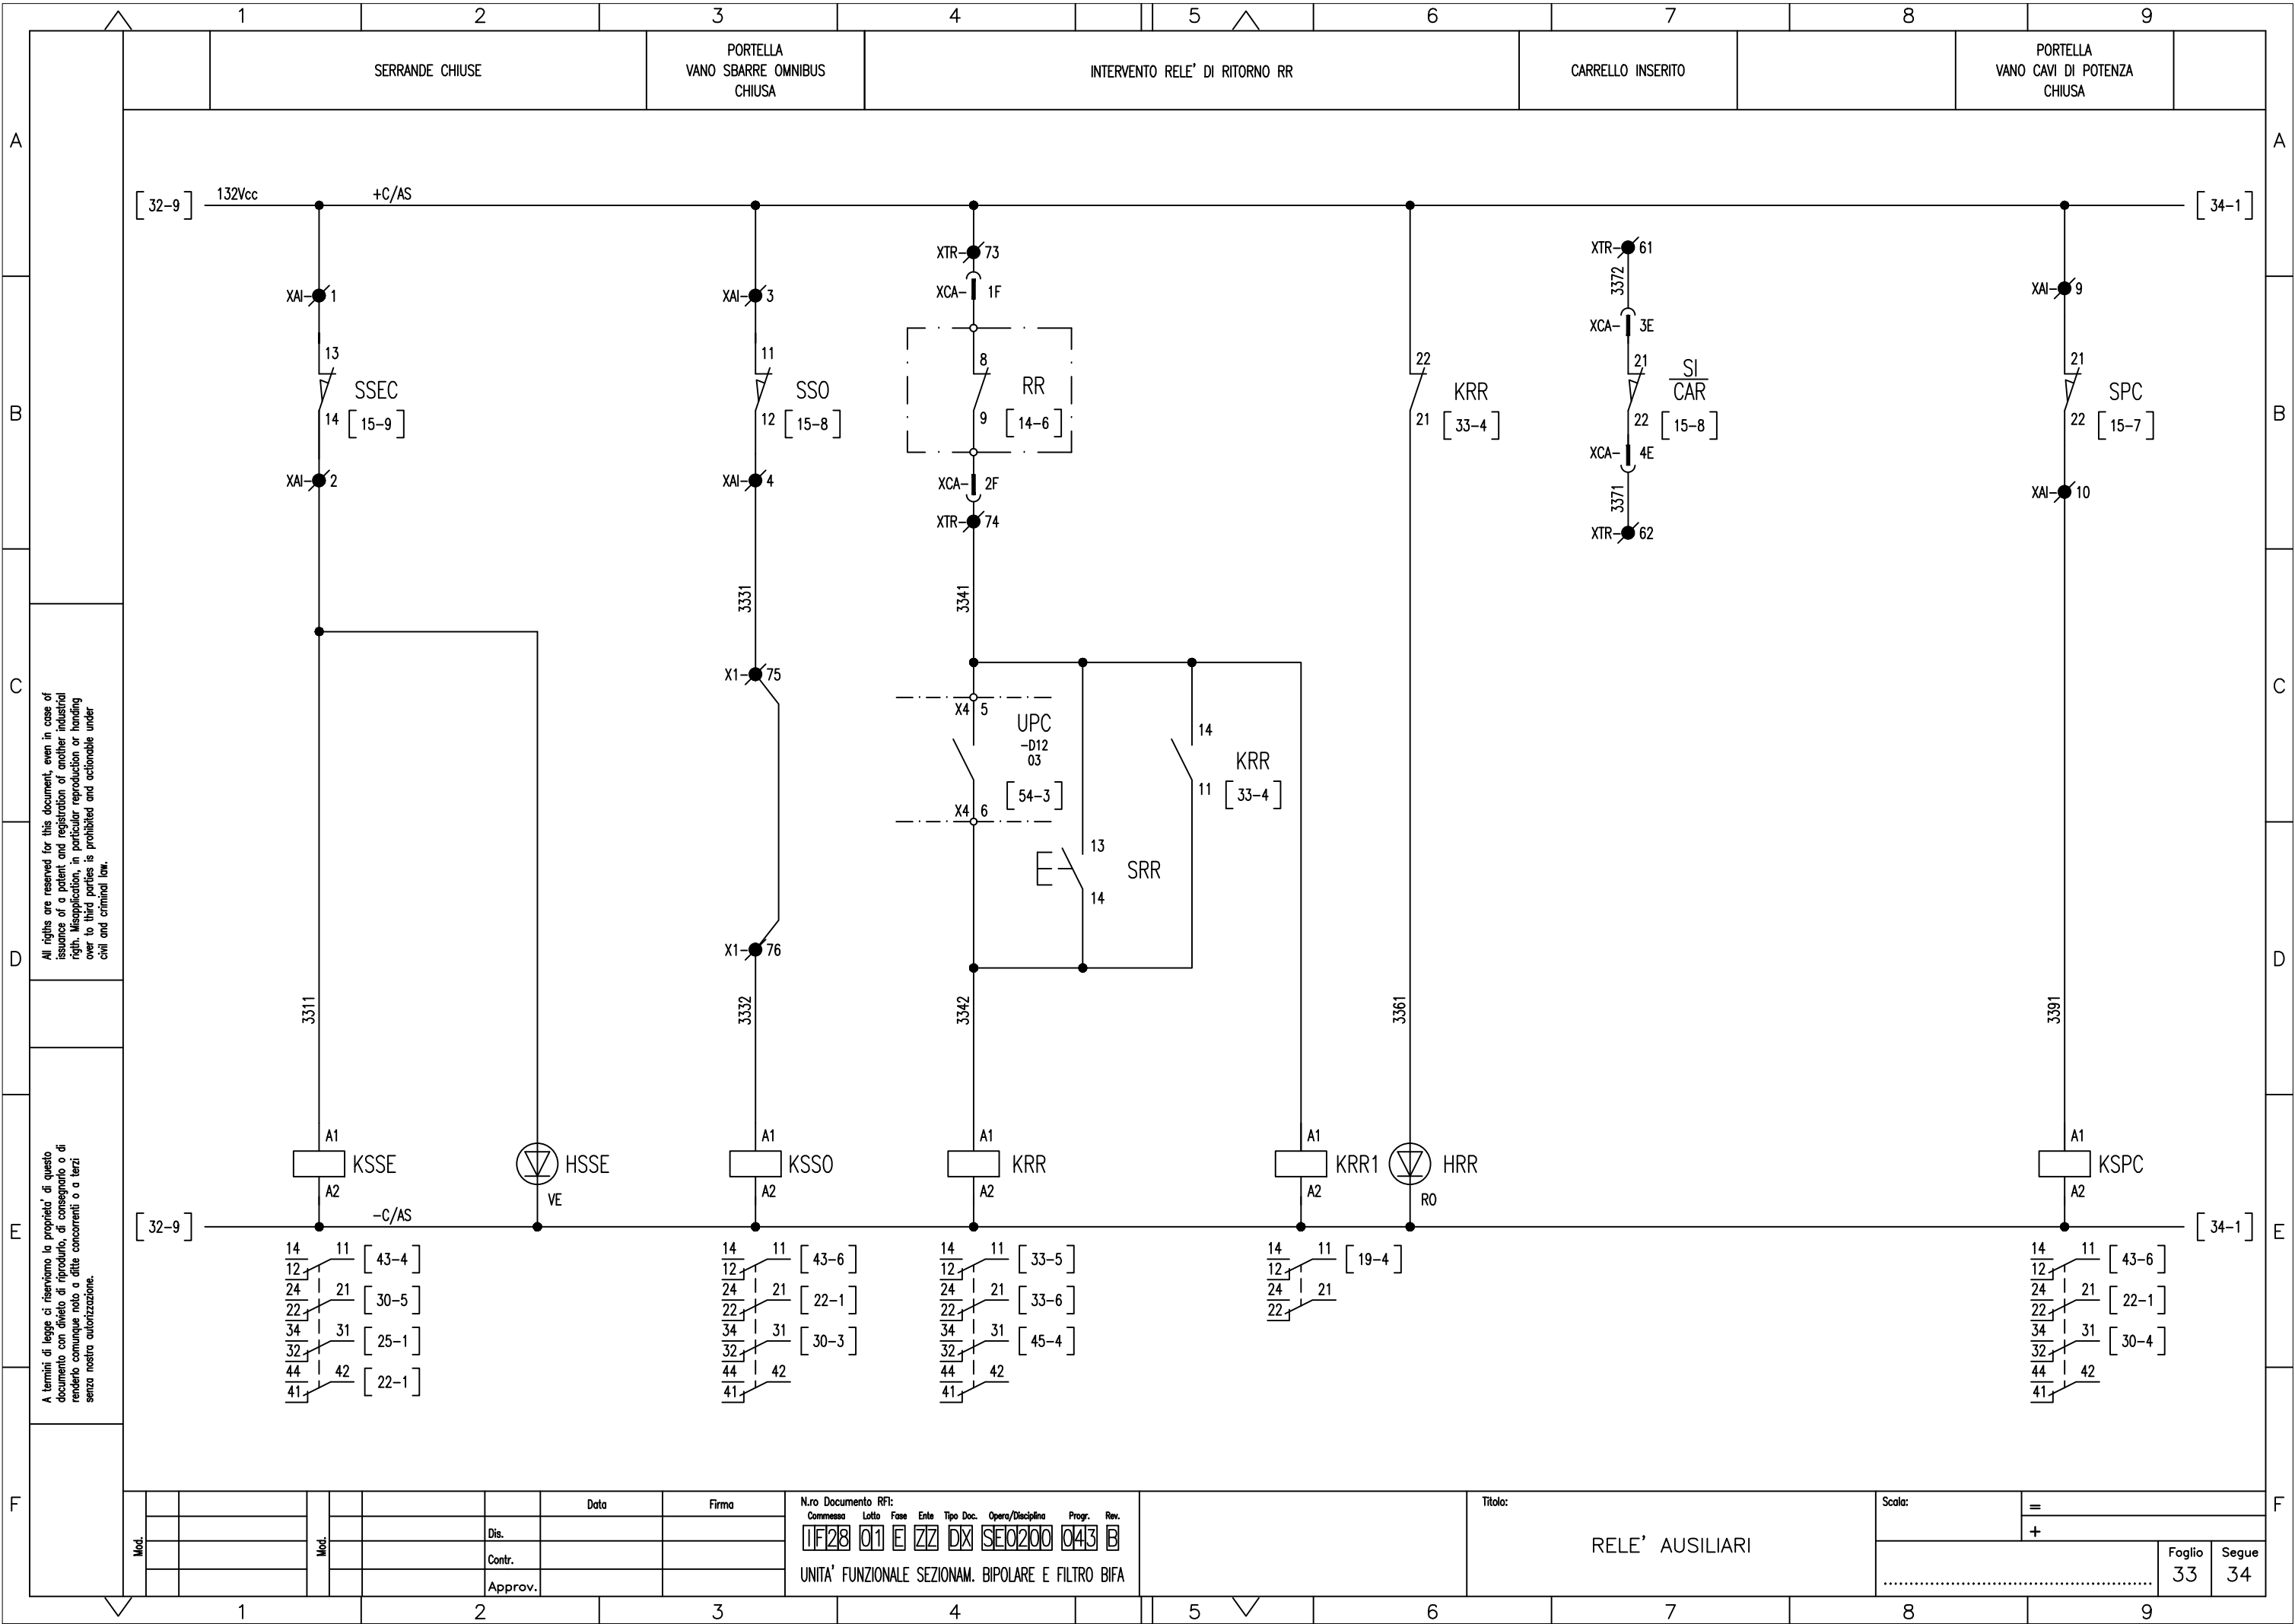 1 2 3 4 5 6 7 8 9
SERRANDE CHIUSE
PORTELLA
VANO SBARRE OMNIBUS
CHIUSA
INTERVENTO RELE' DI RITORNO RR
CARRELLO INSERITO
PORTELLA
VANO CAVI DI POTENZA
CHIUSA
A A
[ 32-9 ] 132Vcc +C/AS [ 34-1 ]
XTR- 73 XTR- 61
3372
XAI- 1 XAI- 3 XCA- 1F XAI- 9
XCA- 3E
13 11 8 22 21 21
SSEC SSO RR KRR SI
CAR SPC
14 [ 15-9 ] 12 [ 15-8 ] 9 [ 14-6 ] 21 [ 33-4 ] 22 [ 15-8 ] 22 [ 15-7 ]
B B
XCA- 4E
XAI- 2 XAI- 4 XCA- 2F XAI- 10
3371
XTR- 74 XTR- 62
3331 3341
X1- 75
C C
X4 5
UPC
-D12
03
[ 54-3 ]
X4 6
14
KRR
11 [ 33-4 ]
13
SRR
14
X1- 76
D D
3311 3332 3342 3361 3391
A1 A1 A1 A1 A1
KSSE HSSE KSSO KRR KRR1 HRR KSPC
A2 VE A2 A2 A2 RO A2
[ 32-9 ] -C/AS [ 34-1 ]
E E
14 11 [ 43-4 ] 14 11 [ 43-6 ] 14 11 [ 33-5 ] 14 11 [ 19-4 ] 14 11 [ 43-6 ]
12 12 12 12 12
24 21 [ 30-5 ] 24 21 [ 22-1 ] 24 21 [ 33-6 ] 24 21 24 21 [ 22-1 ]
22 22 22 22 22
34 31 [ 25-1 ] 34 31 [ 30-3 ] 34 31 [ 45-4 ] 34 31 [ 30-4 ]
32 32 32 32
44 42 [ 22-1 ] 44 42 44 42 44 42
41 41 41 41
All rigths are reserved for this document, even in case of
issuance of a patent and registration of another industrial
rigth. Misapplication, in particular reproduction or handing
over to third parties is prohibited and actionable under
civil and criminal law.
A termini di legge ci riserviamo la proprieta' di questo
documento con divieto di riprodurlo, di consegnarlo o di
renderlo comunque noto a ditte concorrenti o a terzi
senza nostra autorizzazione.
F F
Mod. Mod.
Data Firma
Dis.
Contr.
Approv.
N.ro Documento RFI:
Commessa Lotto Fase Ente Tipo Doc. Opera/Disciplina Progr. Rev.
IF28 01 E ZZ DX SE0200 043 B
UNITA' FUNZIONALE SEZIONAM. BIPOLARE E FILTRO BIFA
Titolo:
RELE' AUSILIARI
Scala:
=
+
Foglio Segue
33 34
1 2 3 4 5 6 7 8 9